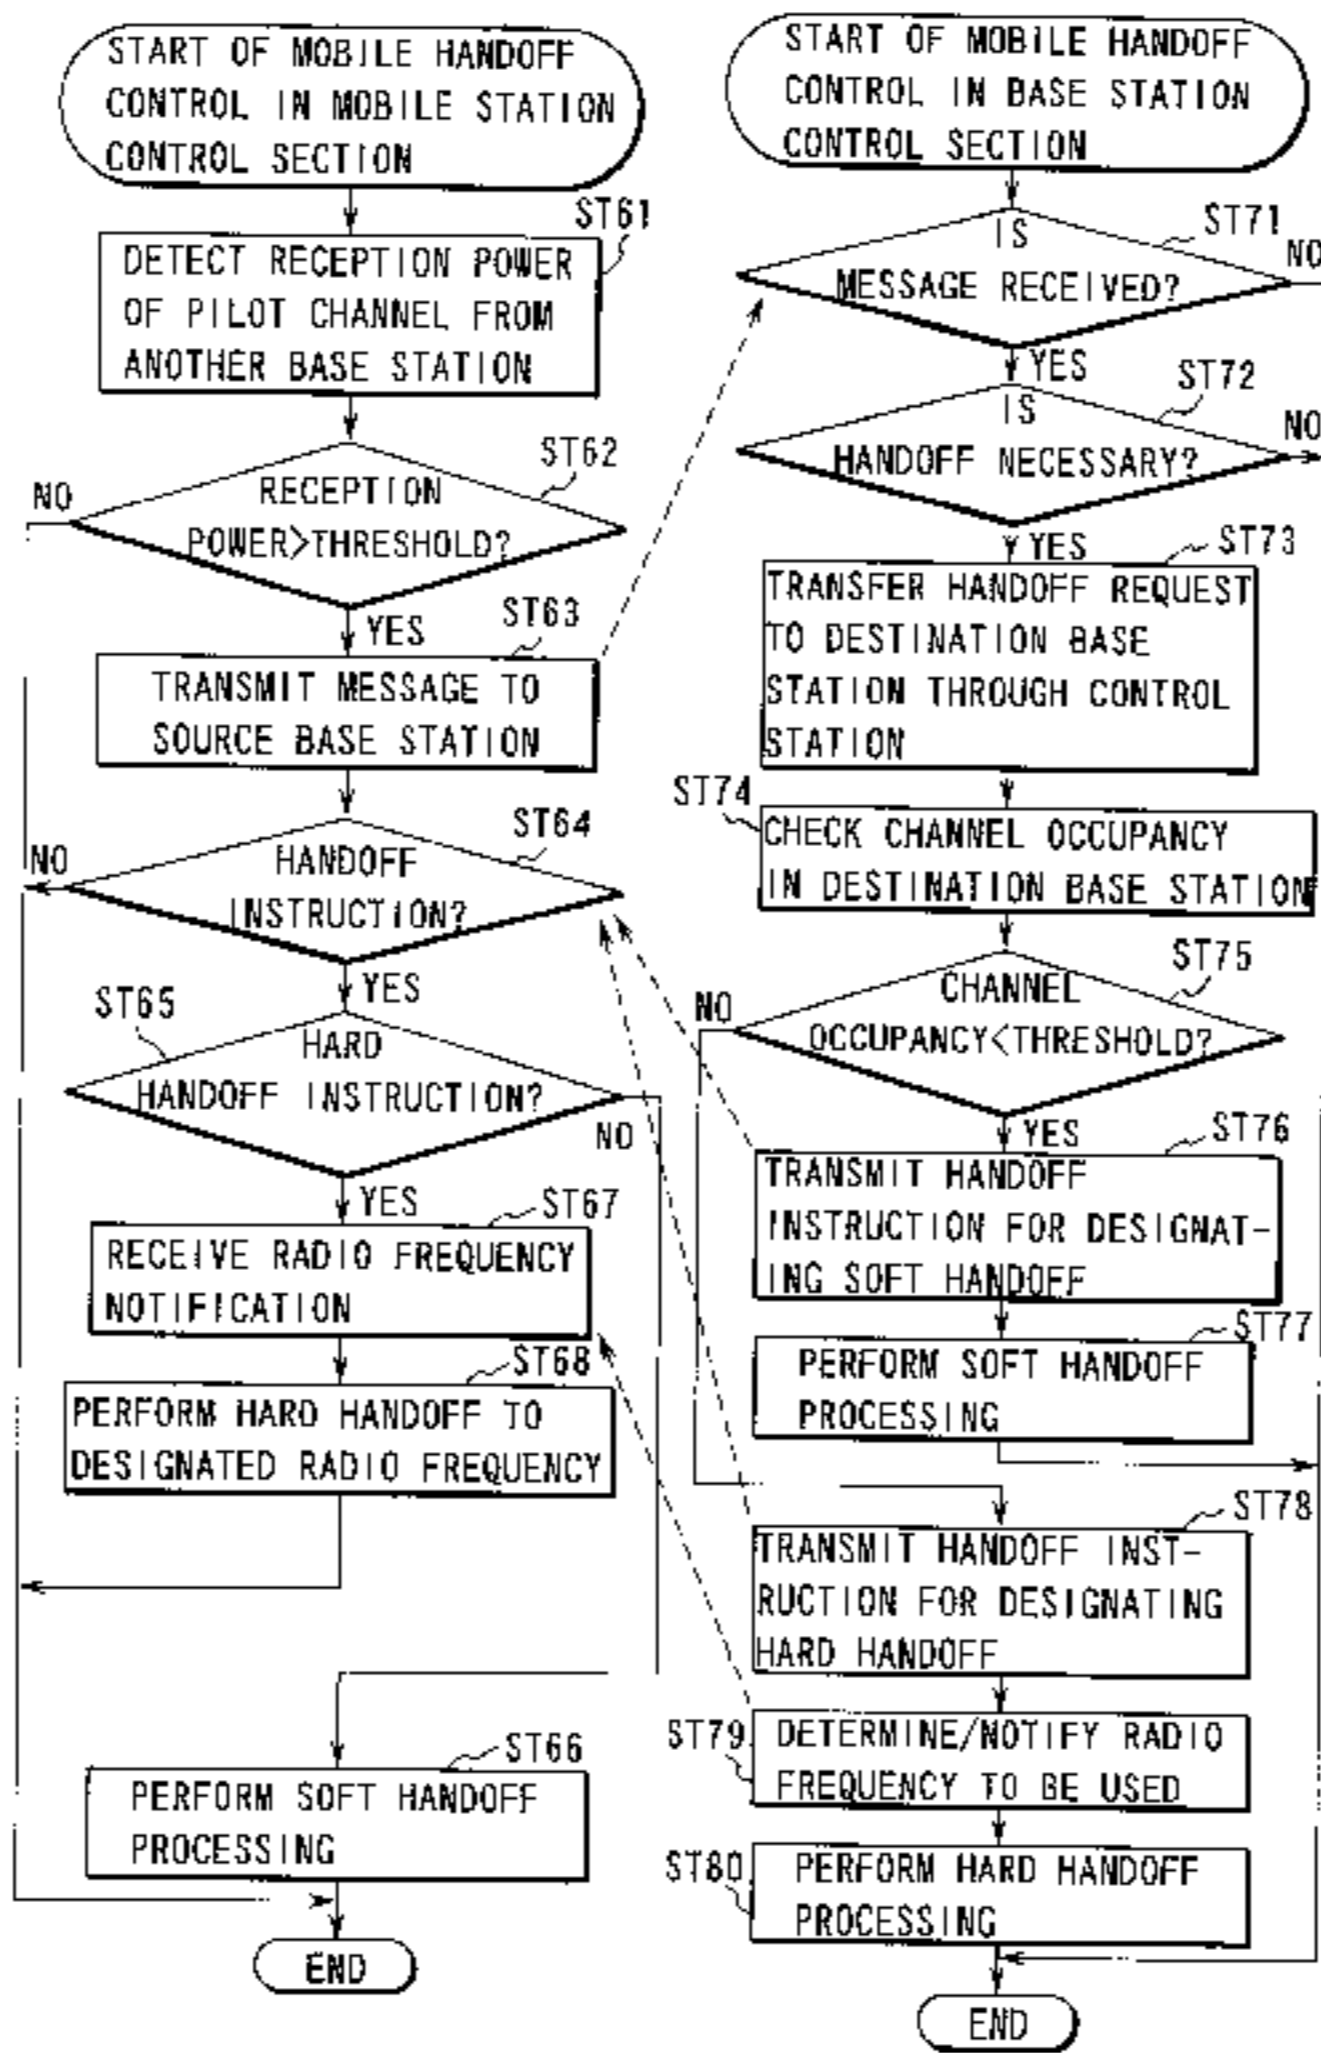 START OF MOBILE HANDOFF
CONTROL IN MOBILE STATION
CONTROL SECTION
ST61
DETECT RECEPTION POWER
OF PILOT CHANNEL FROM
ANOTHER BASE STATION
ST62
NO
RECEPTION
POWER>THRESHOLD?
YES
ST63
TRANSMIT MESSAGE TO
SOURCE BASE STATION
ST64
NO
HANDOFF
INSTRUCTION?
YES
ST65
HARD
HANDOFF INSTRUCTION?
NO
YES
ST67
RECEIVE RADIO FREQUENCY
NOTIFICATION
ST68
PERFORM HARD HANDOFF TO
DESIGNATED RADIO FREQUENCY
ST66
PERFORM SOFT HANDOFF
PROCESSING
END
START OF MOBILE HANDOFF
CONTROL IN BASE STATION
CONTROL SECTION
ST71
IS
MESSAGE RECEIVED?
NO
YES
ST72
IS
HANDOFF NECESSARY?
NO
YES
ST73
TRANSFER HANDOFF REQUEST
TO DESTINATION BASE
STATION THROUGH CONTROL
STATION
ST74
CHECK CHANNEL OCCUPANCY
IN DESTINATION BASE STATION
ST75
NO
CHANNEL
OCCUPANCY<THRESHOLD?
YES
ST76
TRANSMIT HANDOFF
INSTRUCTION FOR DESIGNAT-
ING SOFT HANDOFF
ST77
PERFORM SOFT HANDOFF
PROCESSING
ST78
TRANSMIT HANDOFF INST-
RUCTION FOR DESIGNATING
HARD HANDOFF
ST79
DETERMINE/NOTIFY RADIO
FREQUENCY TO BE USED
ST80
PERFORM HARD HANDOFF
PROCESSING
END